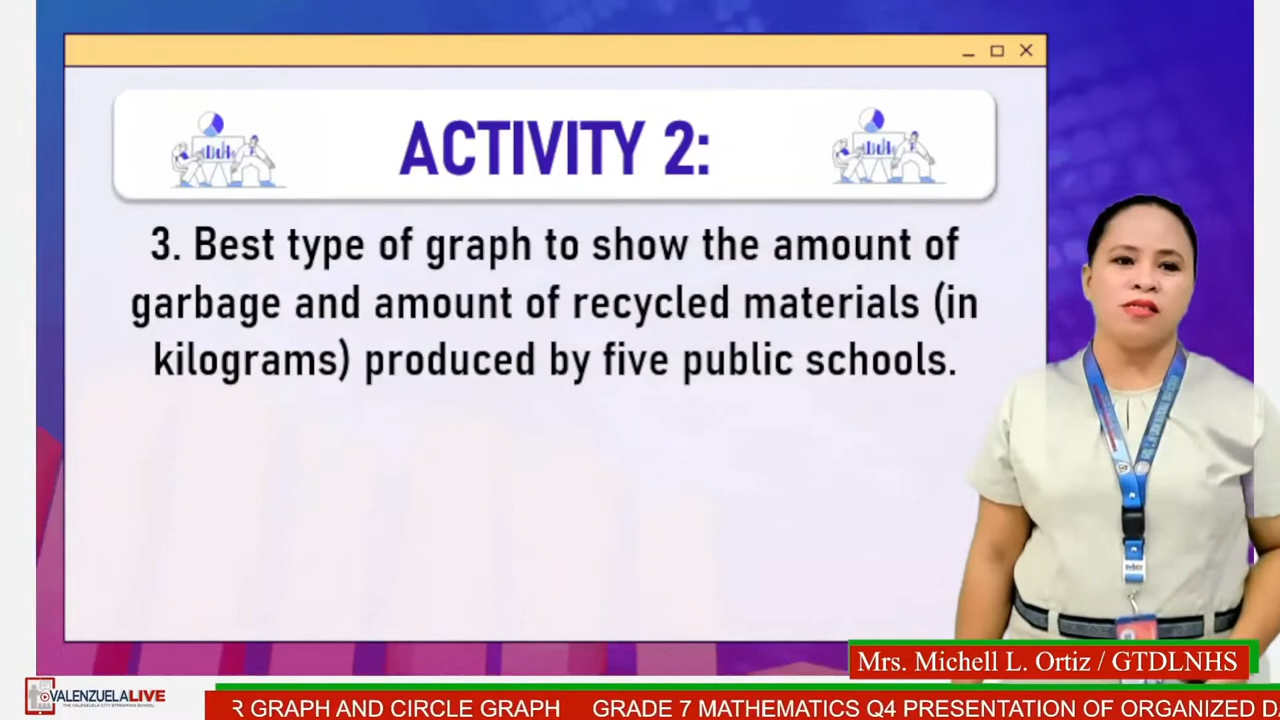 ACTIVITY 2:
3. Best type of graph to show the amount of
garbage and amount of recycled materials (in
kilograms) produced by five public schools.
Mrs. Michell L. Ortiz / GTDLNHS
VALENZUELALIVE
THE VALENZUELA CITY STREAMING SCHOOL
R GRAPH AND CIRCLE GRAPH GRADE 7 MATHEMATICS Q4 PRESENTATION OF ORGANIZED DA